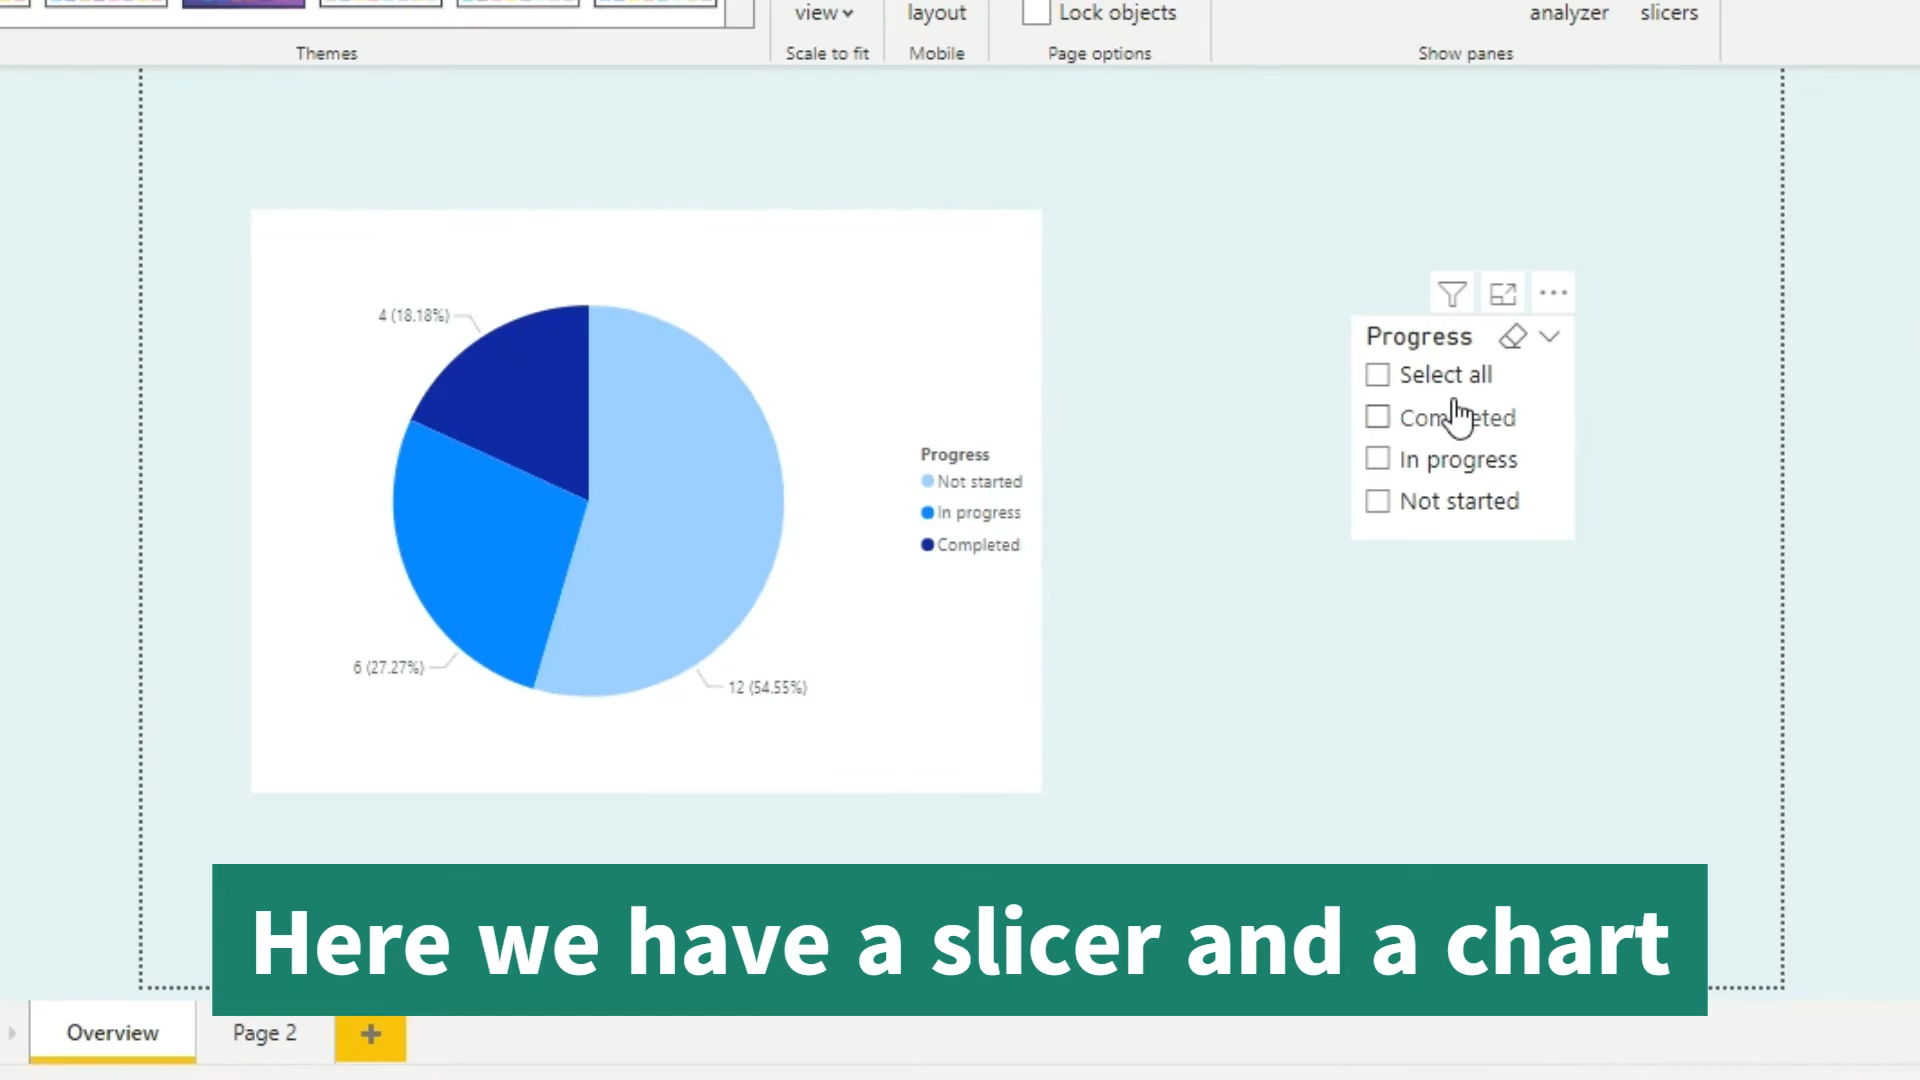 view
layout
Lock objects
analyzer
slicers
Themes
Scale to fit
Mobile
Page options
Show panes
4 (18.18%)
6 (27.27%)
12 (54.55%)
Progress
Not started
In progress
Completed
Progress
Select all
Completed
In progress
Not started
Here we have a slicer and a chart
Overview
Page 2
+